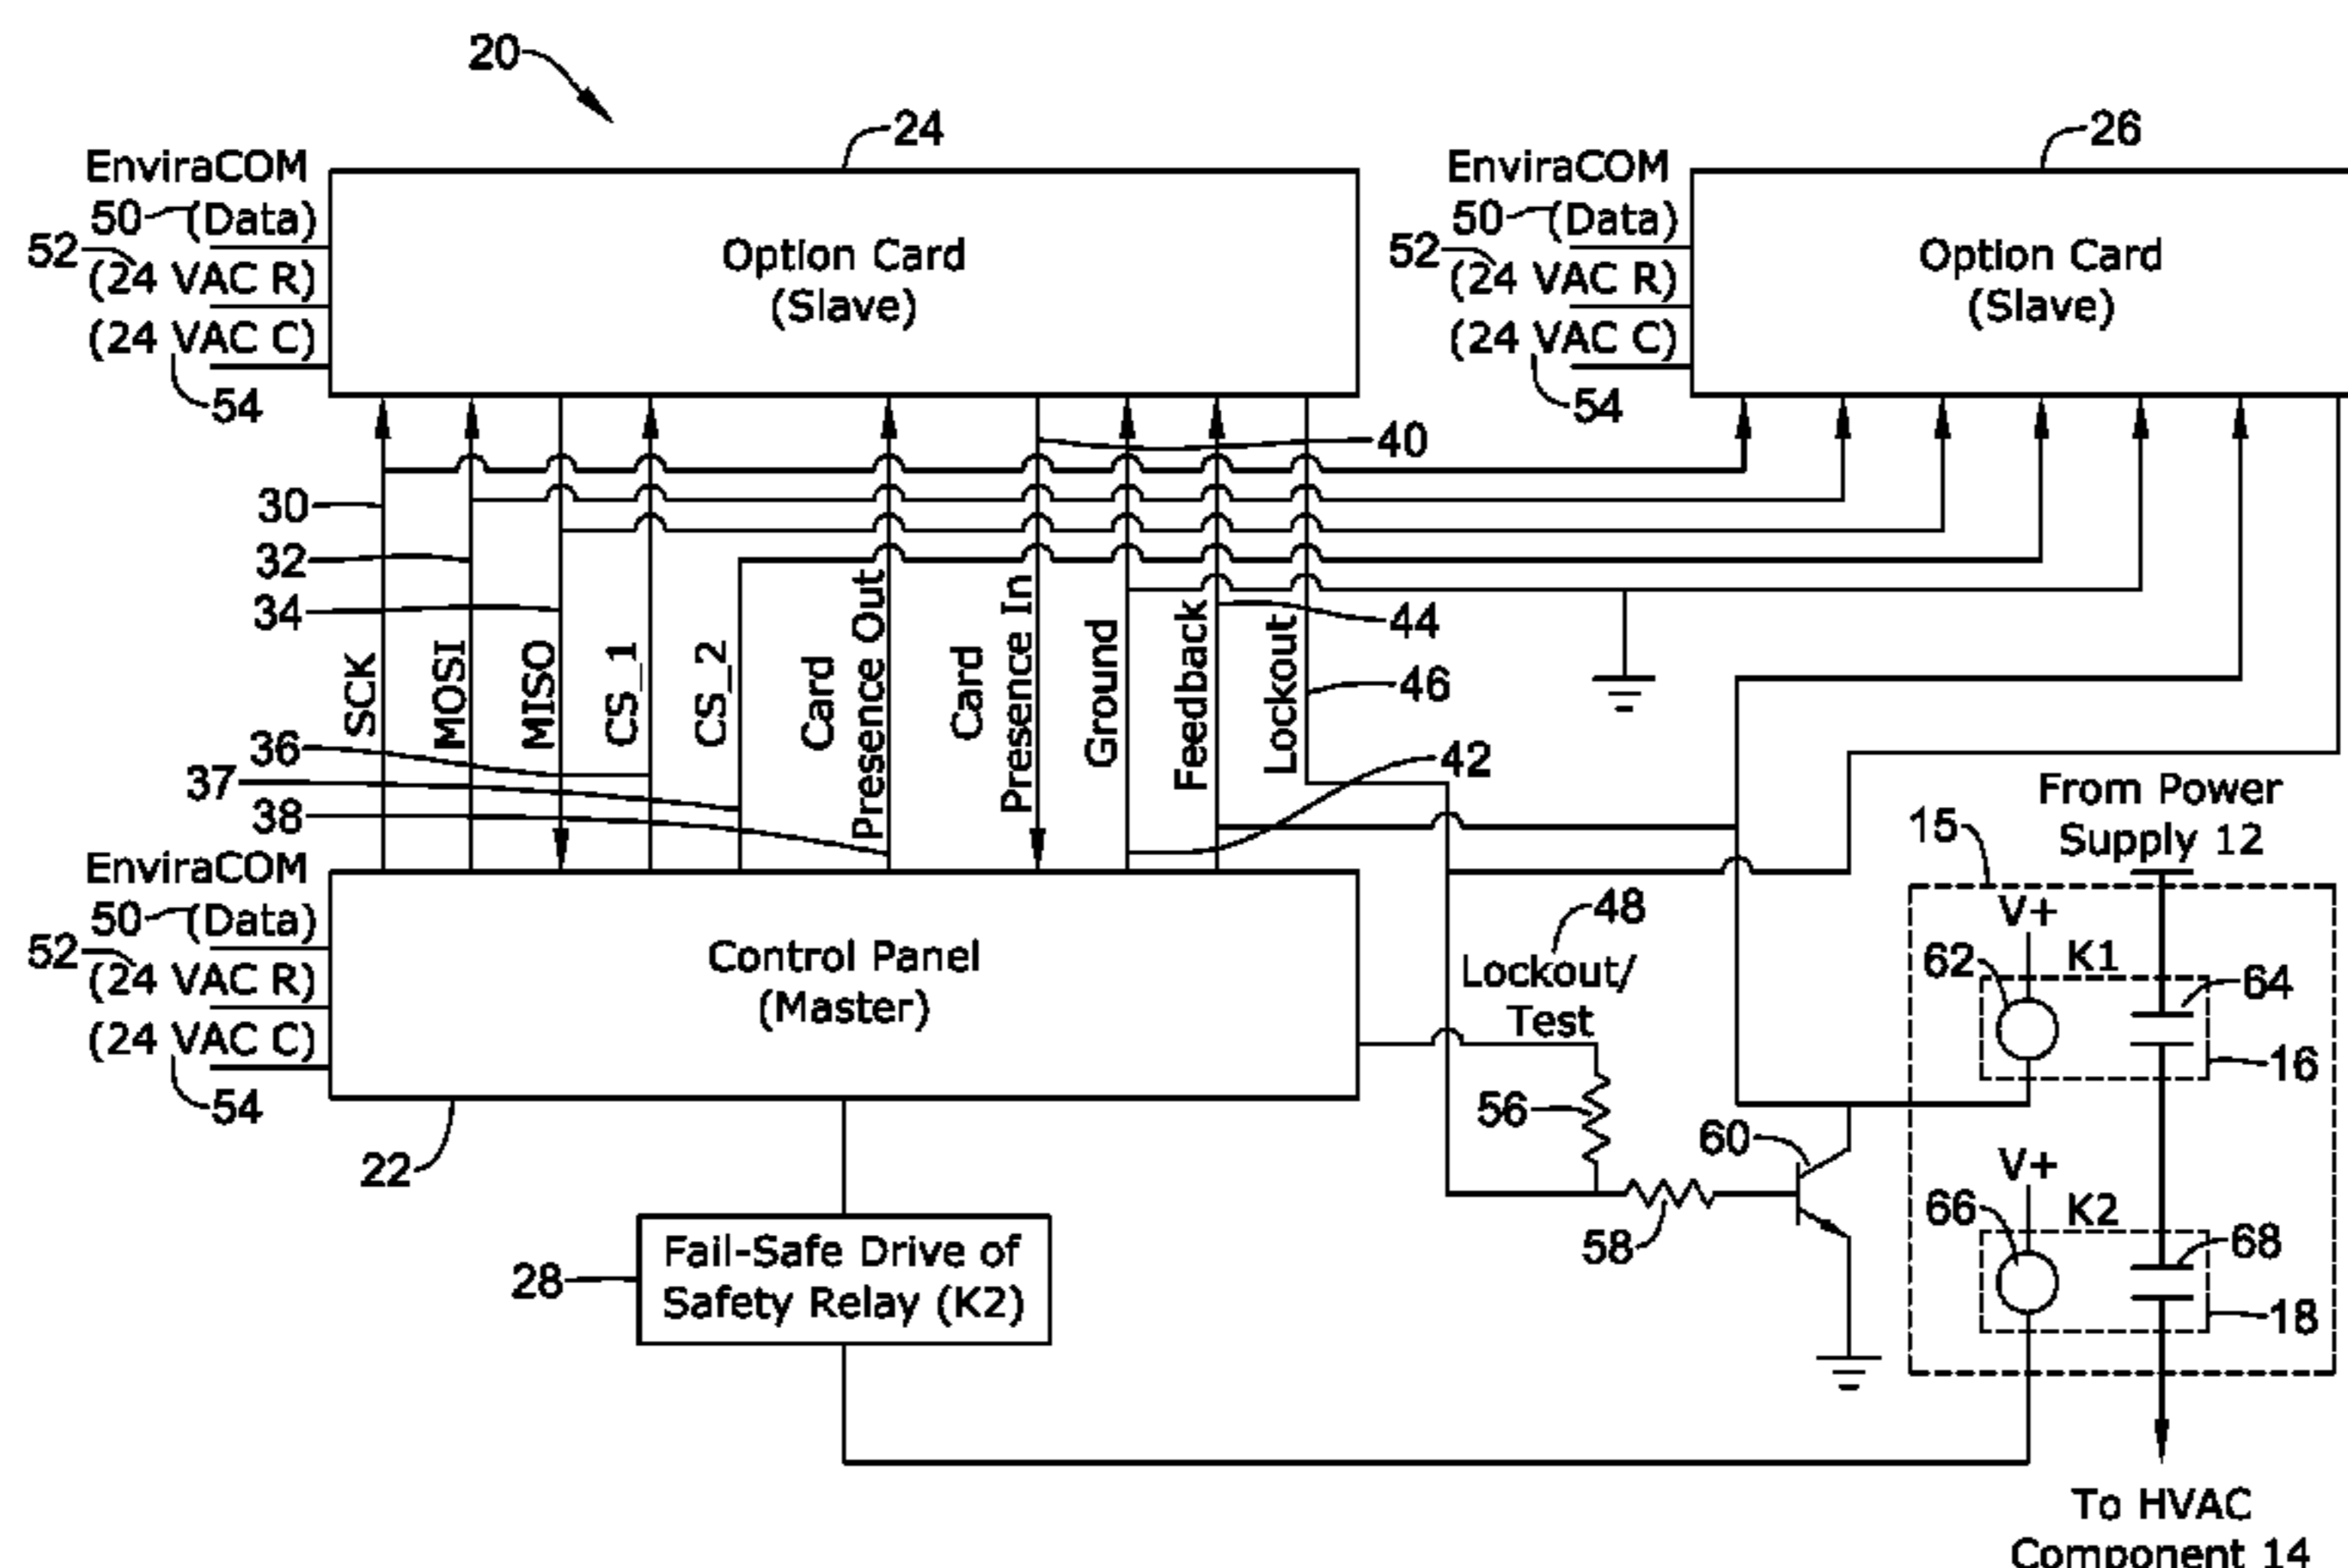 20
24
EnviraCOM
50 (Data)
52
(24 VAC R)
(24 VAC C)
54
Option Card
(Slave)
26
EnviraCOM
50 (Data)
52
(24 VAC R)
(24 VAC C)
54
Option Card
(Slave)
40
30
32
34
44
46
36
37
38
42
SCK
MOSI
MISO
CS_1
CS_2
Card
Presence Out
Card
Presence In
Ground
Feedback
Lockout
From Power
Supply 12
15
EnviraCOM
50 (Data)
52
(24 VAC R)
(24 VAC C)
54
Control Panel
(Master)
22
48
Lockout/
Test
56
58
60
V+
62
K1
64
16
V+
66
K2
68
18
28
Fail-Safe Drive of
Safety Relay (K2)
To HVAC
Component 14